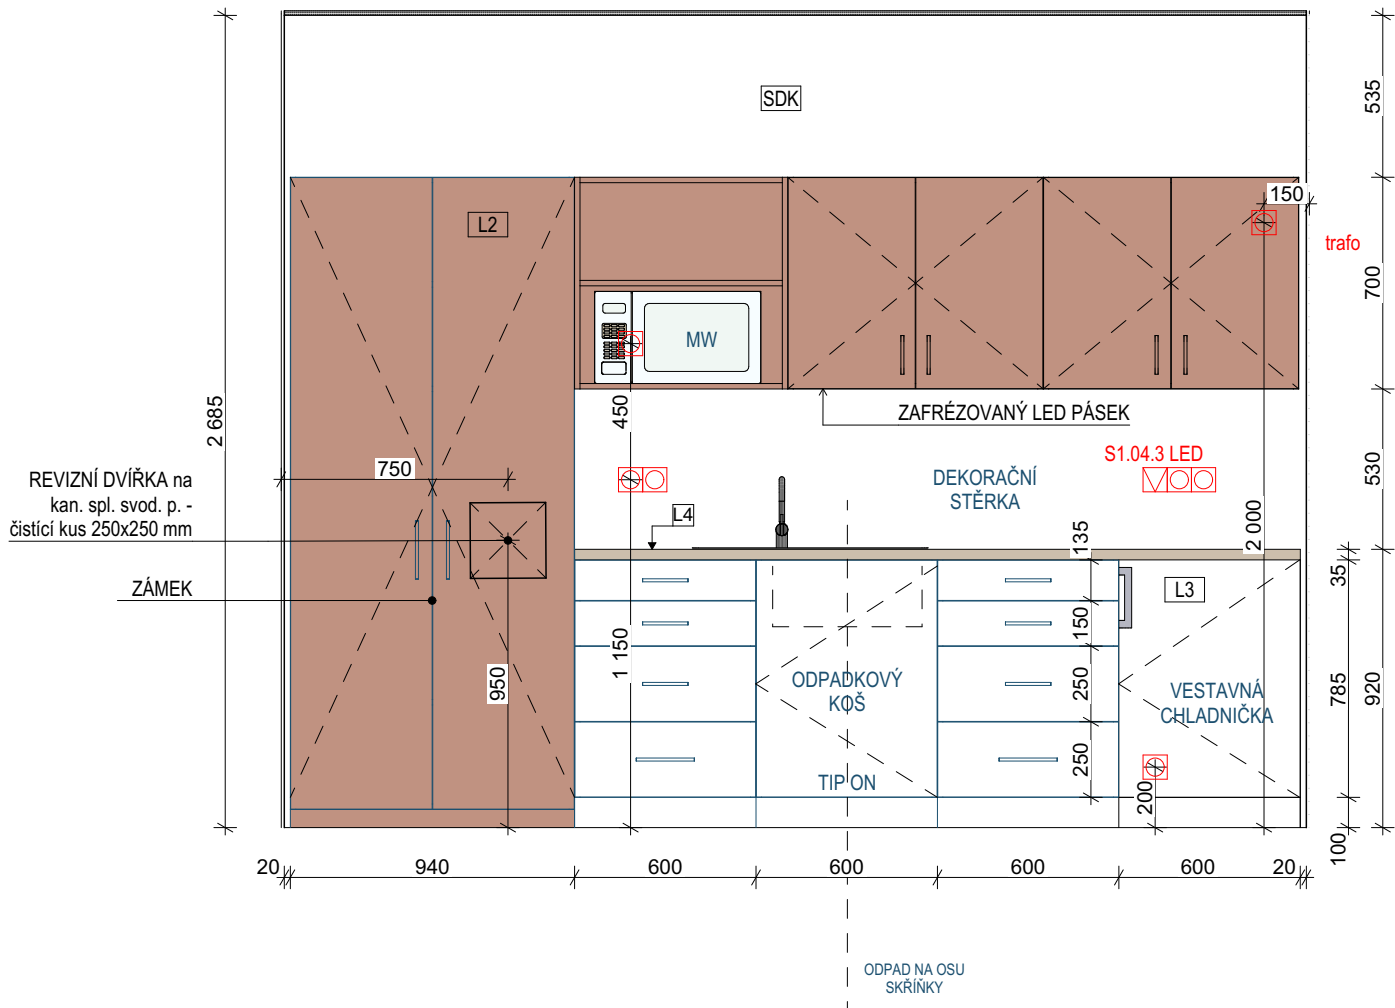 SDK
535
L2
150
trafo
700
MW
2 685
450
ZAFRÉZOVANÝ LED PÁSEK
S1.04.3 LED
750
REVIZNÍ DVÍŘKA na
kan. spl. svod. p. -
čistící kus 250x250 mm
DEKORAČNÍ
STĚRKA
530
L4
2 000
135
35
ZÁMEK
L3
150
1 150
950
ODPADKOVÝ
KOŠ
250
VESTAVNÁ
CHLADNIČKA
785
920
TIP ON
250
200
100
20
940
600
600
600
600
20
ODPAD NA OSU
SKŘÍŇKY